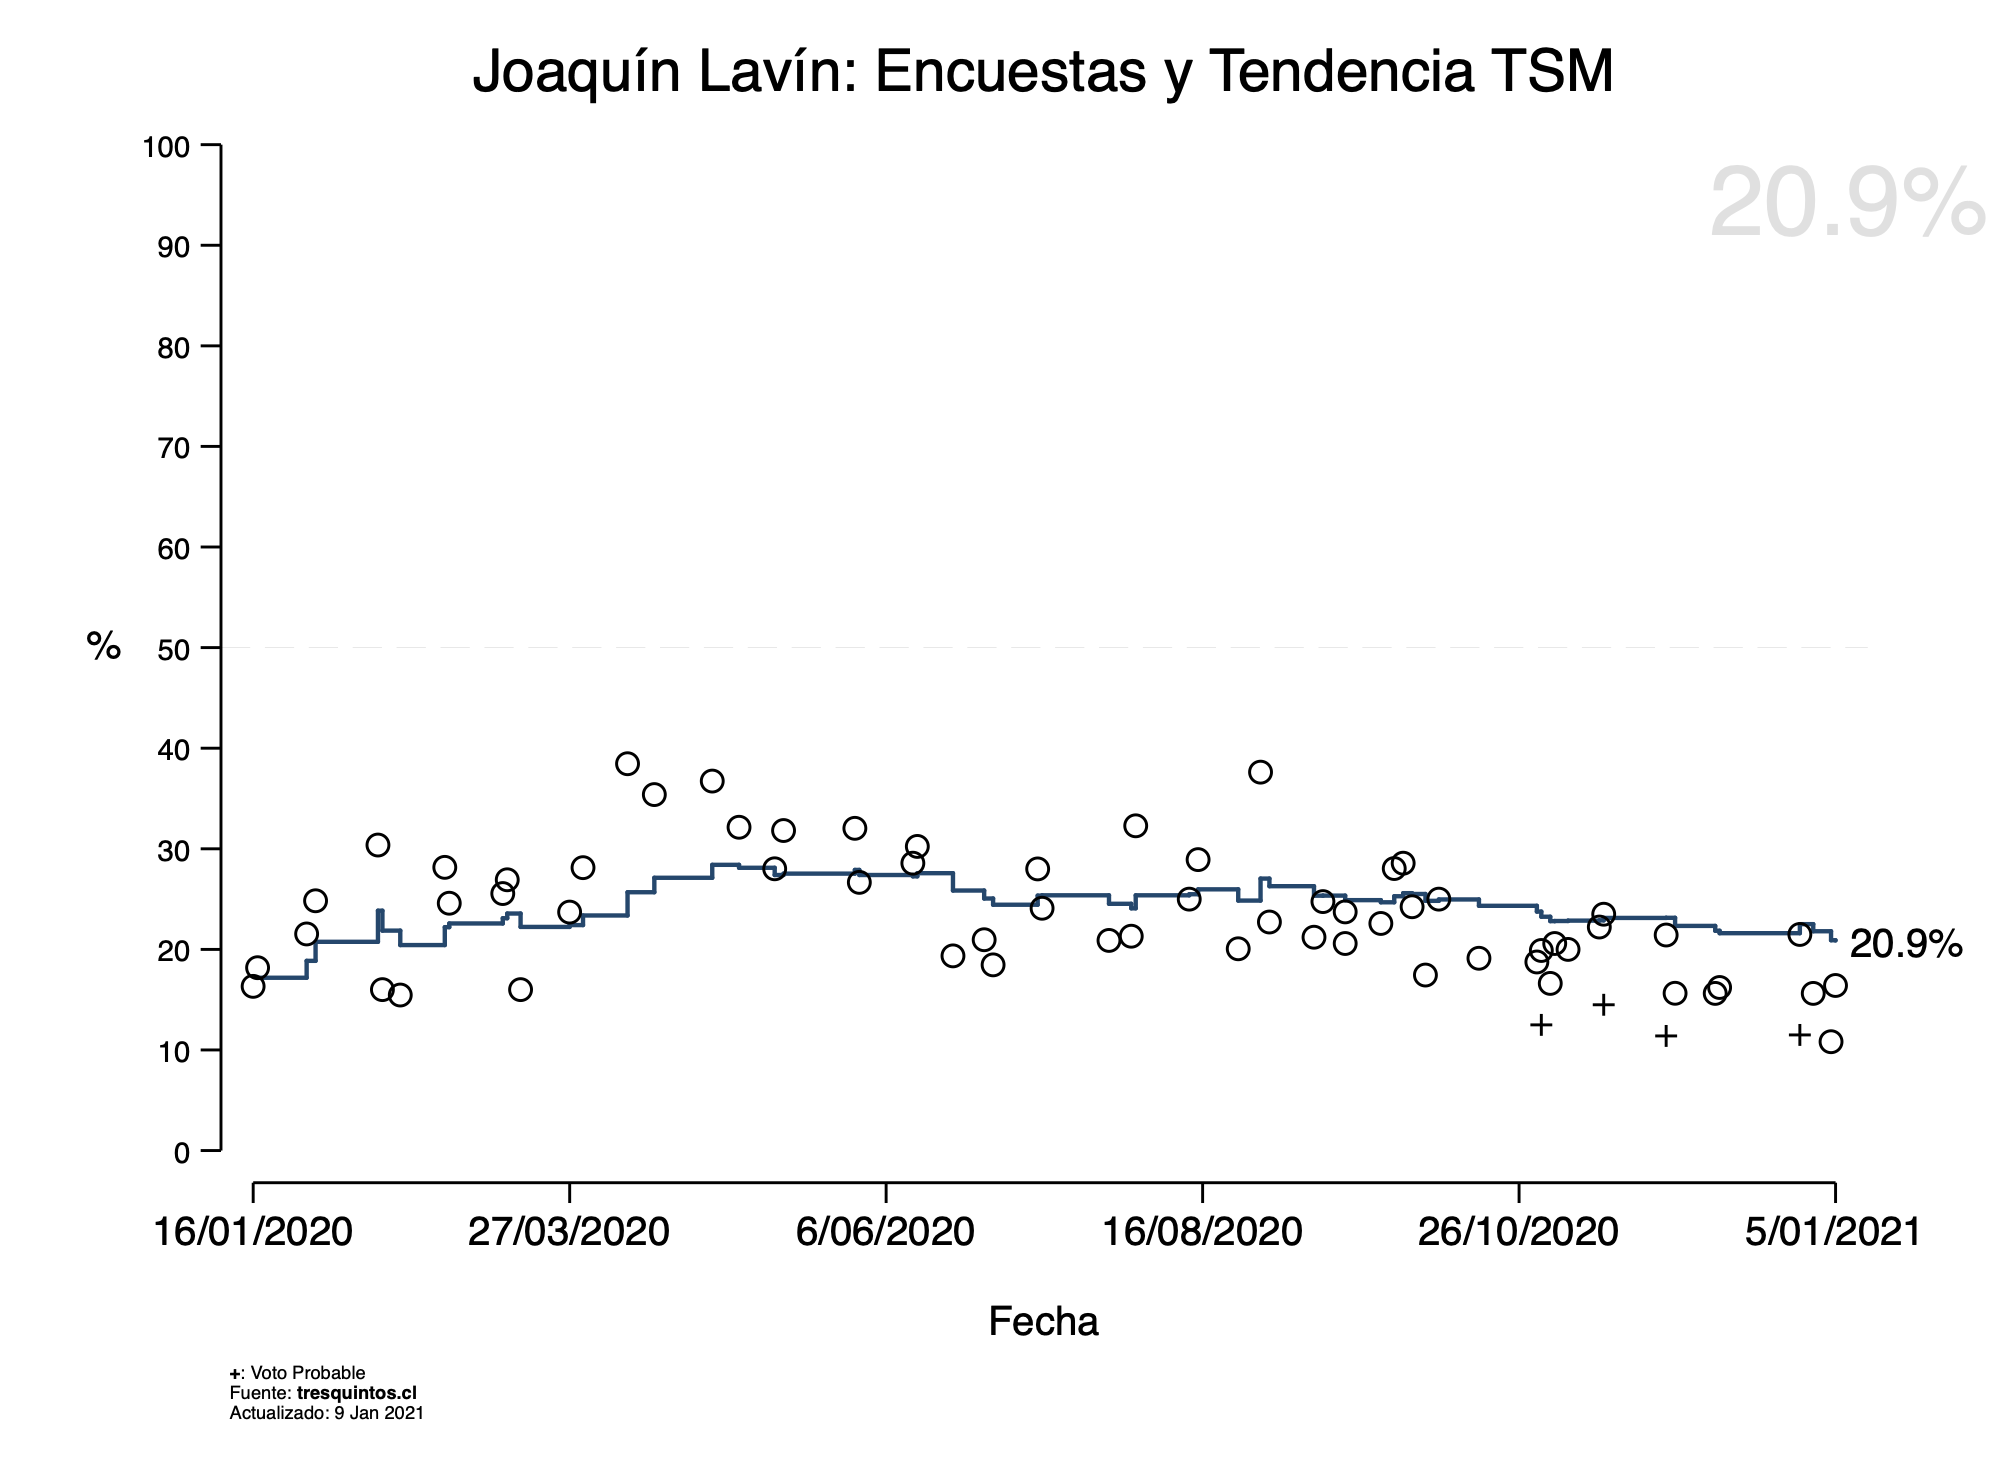 Joaquín Lavín: Encuestas y Tendencia TSM
20.9%
100
90
80
70
60
50
40
30
20
10
0
%
20.9%
16/01/2020 27/03/2020 6/06/2020 16/08/2020 26/10/2020 5/01/2021
Fecha
+: Voto Probable
Fuente: tresquintos.cl
Actualizado: 9 Jan 2021